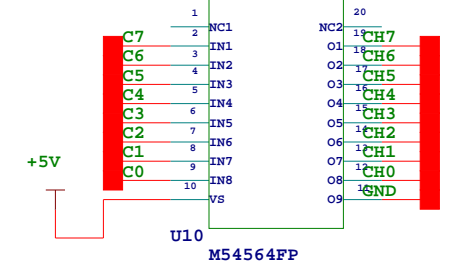 1 NC1 NC2 20
C7 2 IN1 O1 19 CH7
C6 3 IN2 O2 18 CH6
C5 4 IN3 O3 17 CH5
C4 5 IN4 O4 16 CH4
C3 6 IN5 O5 15 CH3
C2 7 IN6 O6 14 CH2
C1 8 IN7 O7 13 CH1
C0 9 IN8 O8 12 CH0
+5V 10 VS O9 11 GND
U10
M54564FP